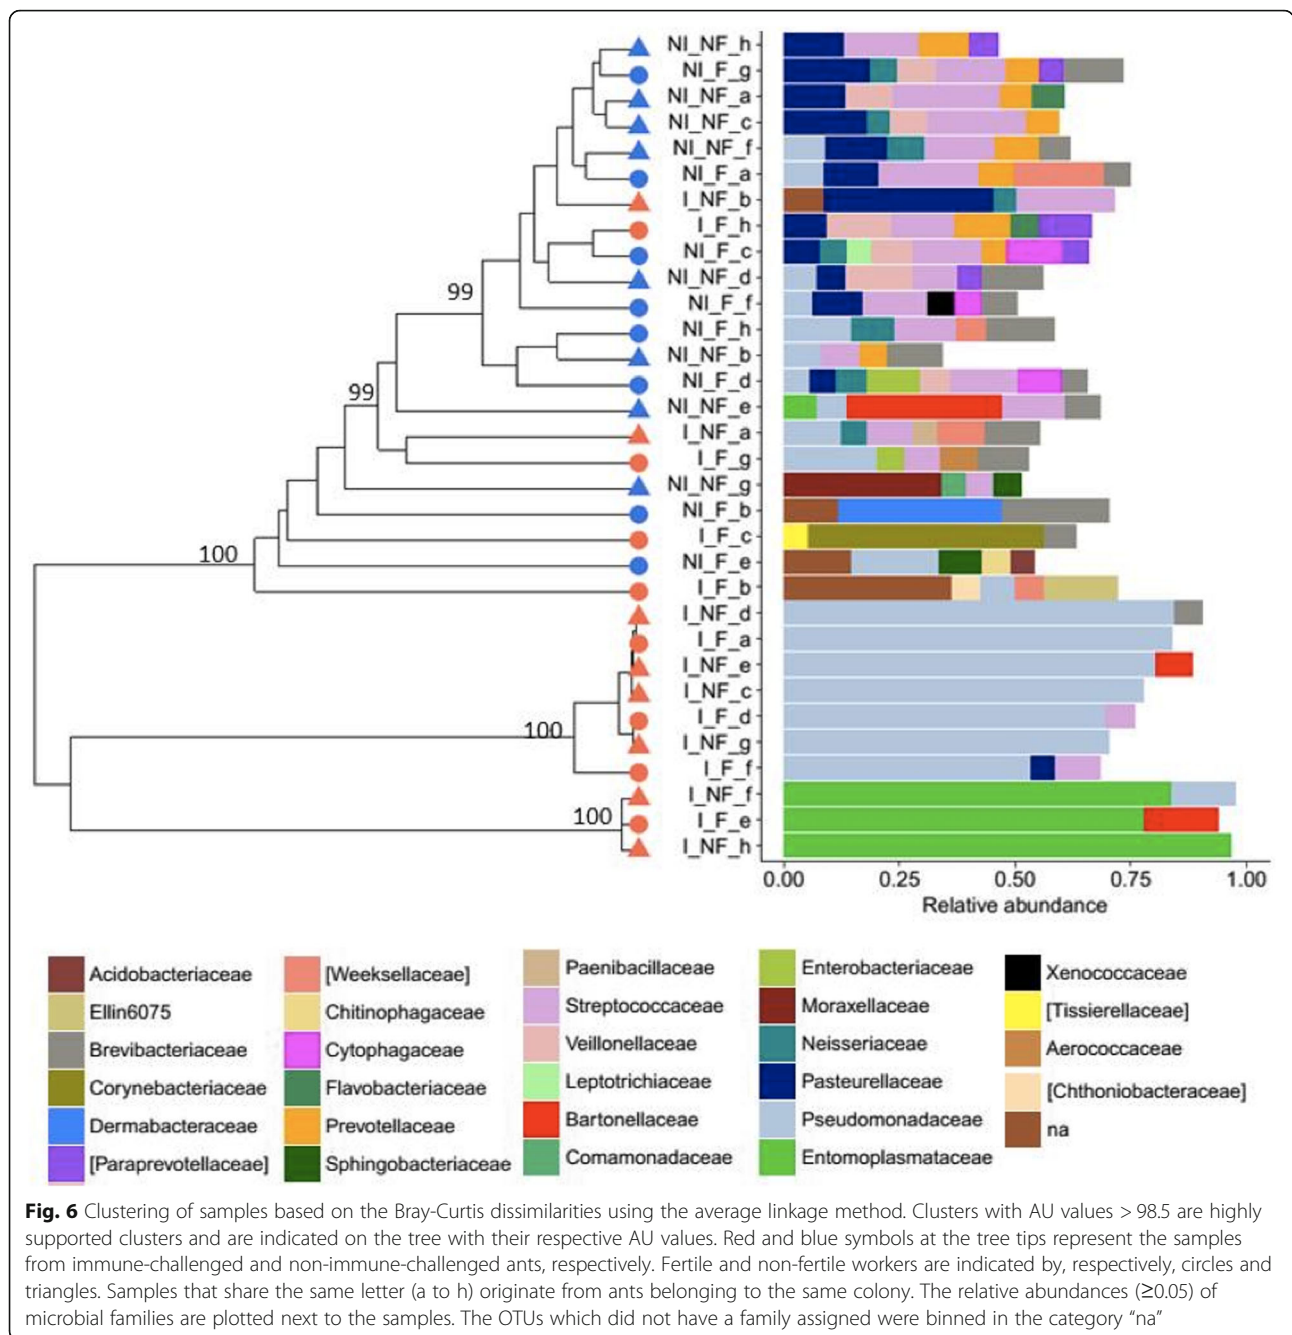 NI_NF_h
NI_F_g
NI_NF_a
NI_NF_c
NI_NF_f
NI_F_a
I_NF_b
I_F_h
NI_F_c
NI_NF_d
99
NI_F_f
NI_F_h
NI_NF_b
NI_F_d
99
NI_NF_e
I_NF_a
I_F_g
NI_NF_g
NI_F_b
I_F_c
100
NI_F_e
I_F_b
I_NF_d
I_F_a
I_NF_e
I_NF_c
I_F_d
100
I_NF_g
I_F_f
I_NF_f
100
I_F_e
I_NF_h
0.00 0.25 0.50 0.75 1.00
Relative abundance
Acidobacteriaceae
Ellin6075
Brevibacteriaceae
Corynebacteriaceae
Dermabacteraceae
[Paraprevotellaceae]
[Weeksellaceae]
Chitinophagaceae
Cytophagaceae
Flavobacteriaceae
Prevotellaceae
Sphingobacteriaceae
Paenibacillaceae
Streptococcaceae
Veillonellaceae
Leptotrichiaceae
Bartonellaceae
Comamonadaceae
Enterobacteriaceae
Moraxellaceae
Neisseriaceae
Pasteurellaceae
Pseudomonadaceae
Entomoplasmataceae
Xenococcaceae
[Tissierellaceae]
Aerococcaceae
[Chthoniobacteraceae]
na
Fig. 6 Clustering of samples based on the Bray-Curtis dissimilarities using the average linkage method. Clusters with AU values > 98.5 are highly
supported clusters and are indicated on the tree with their respective AU values. Red and blue symbols at the tree tips represent the samples
from immune-challenged and non-immune-challenged ants, respectively. Fertile and non-fertile workers are indicated by, respectively, circles and
triangles. Samples that share the same letter (a to h) originate from ants belonging to the same colony. The relative abundances (≥0.05) of
microbial families are plotted next to the samples. The OTUs which did not have a family assigned were binned in the category “na”